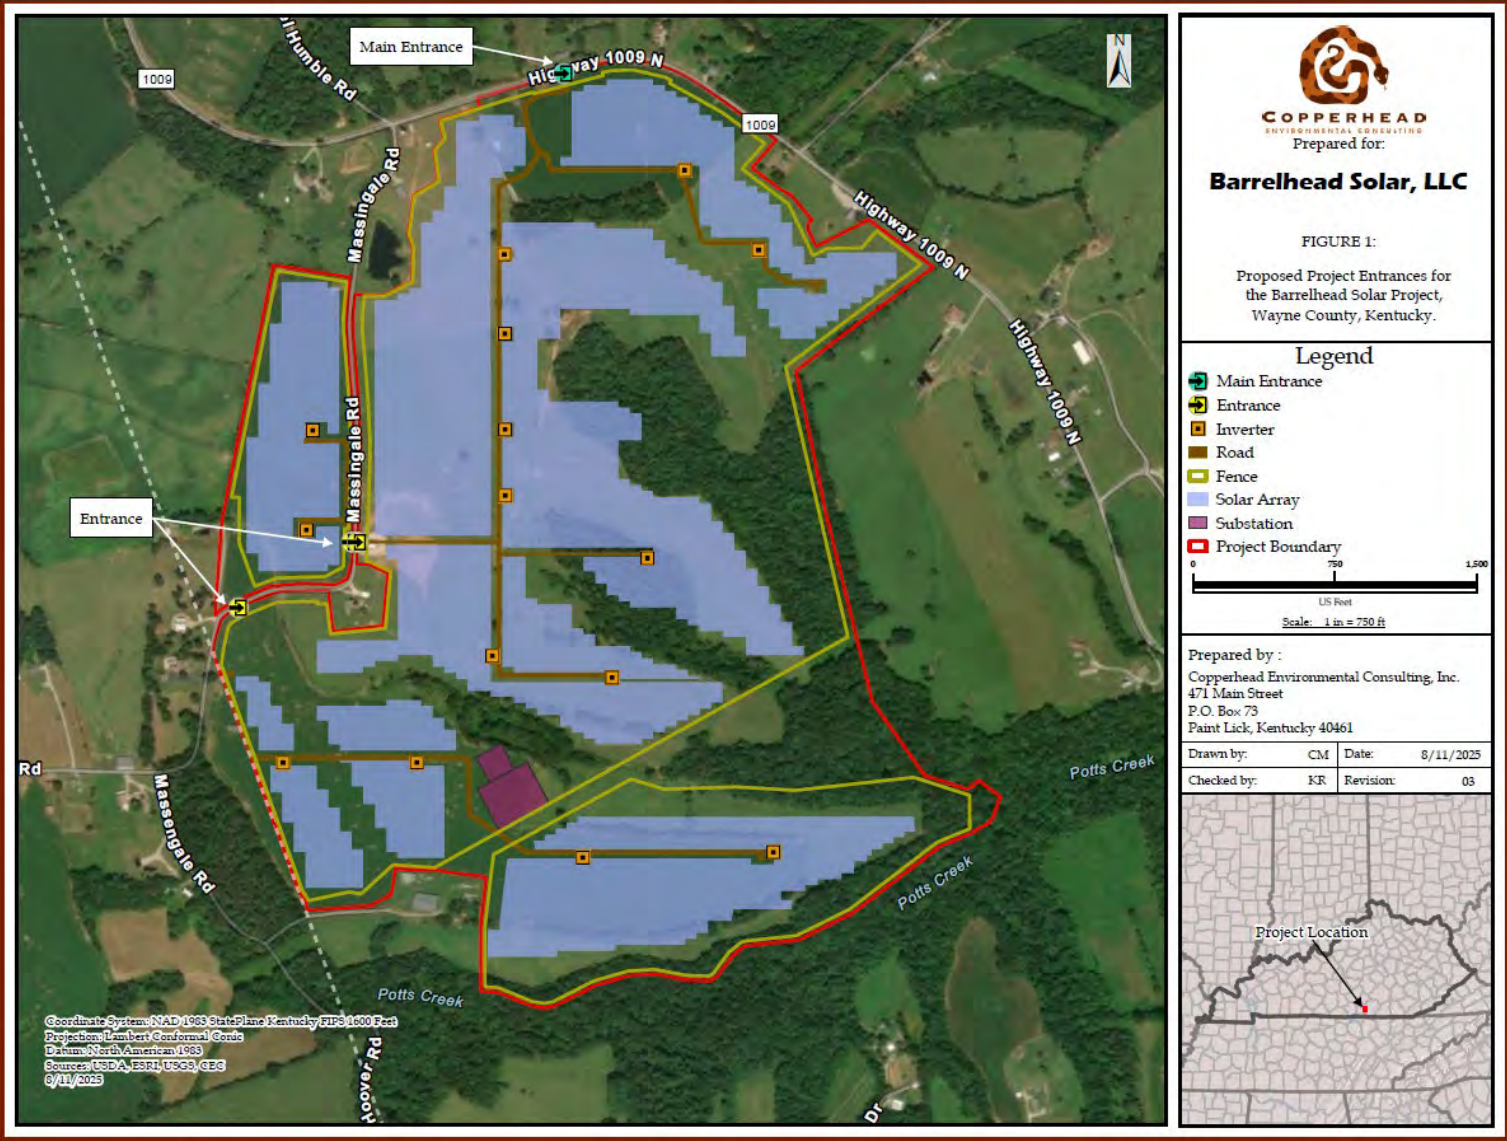 Main Entrance
Highway 1009 N
Humble Rd
1009
1009
Massingale Rd
Highway 1009 N
Highway 1009 N
Massingale Rd
Entrance
Rd
Massengale Rd
Potts Creek
Potts Creek
Potts Creek
Hoover Rd
Dr
Coordinate System: NAD 1983 StatePlane Kentucky FIPS 1600 Feet
Projection: Lambert Conformal Conic
Datum: North American 1983
Sources: USDA, ESRI, USGS, CEC
8/11/2025
N
COPPERHEAD
ENVIRONMENTAL CONSULTING
Prepared for:
Barrelhead Solar, LLC
FIGURE 1:
Proposed Project Entrances for
the Barrelhead Solar Project,
Wayne County, Kentucky.
Legend
Main Entrance
Entrance
Inverter
Road
Fence
Solar Array
Substation
Project Boundary
0 750 1,500
US Feet
Scale: 1 in = 750 ft
Prepared by :
Copperhead Environmental Consulting, Inc.
471 Main Street
P.O. Box 73
Paint Lick, Kentucky 40461
Drawn by: CM Date: 8/11/2025
Checked by: KR Revision: 03
Project Location